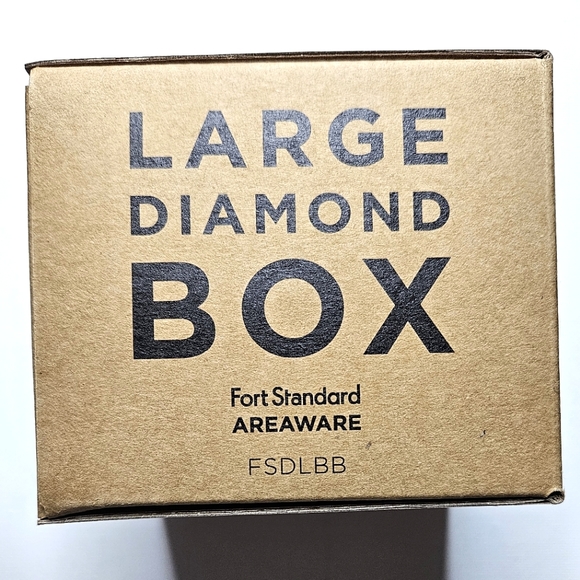 LARGE
DIAMOND
BOX
Fort Standard
AREAWARE
FSDLBB